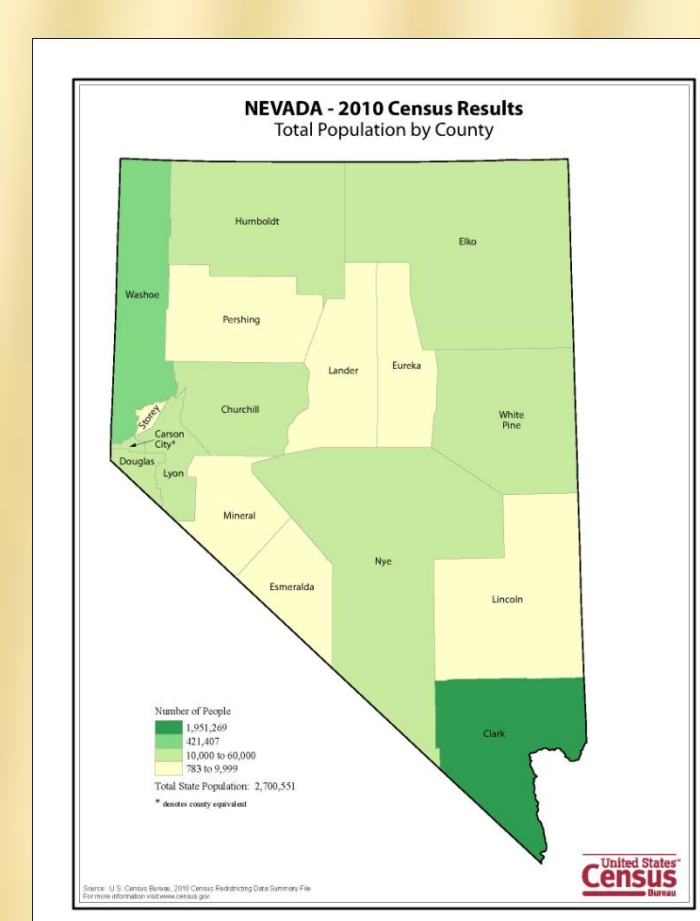 NEVADA - 2010 Census Results
Total Population by County
Humboldt
Elko
Washoe
Pershing
Lander
Eureka
Churchill
White
Pine
Storey
Carson
City*
Douglas
Lyon
Mineral
Nye
Esmeralda
Lincoln
Clark
Number of People
1,951,269
421,407
10,000 to 60,000
783 to 9,999
Total State Population: 2,700,551
* denotes county equivalent
Source: U.S. Census Bureau, 2010 Census Redistricting Data Summary File
For more information visit www.census.gov.
United States™
Census
Bureau